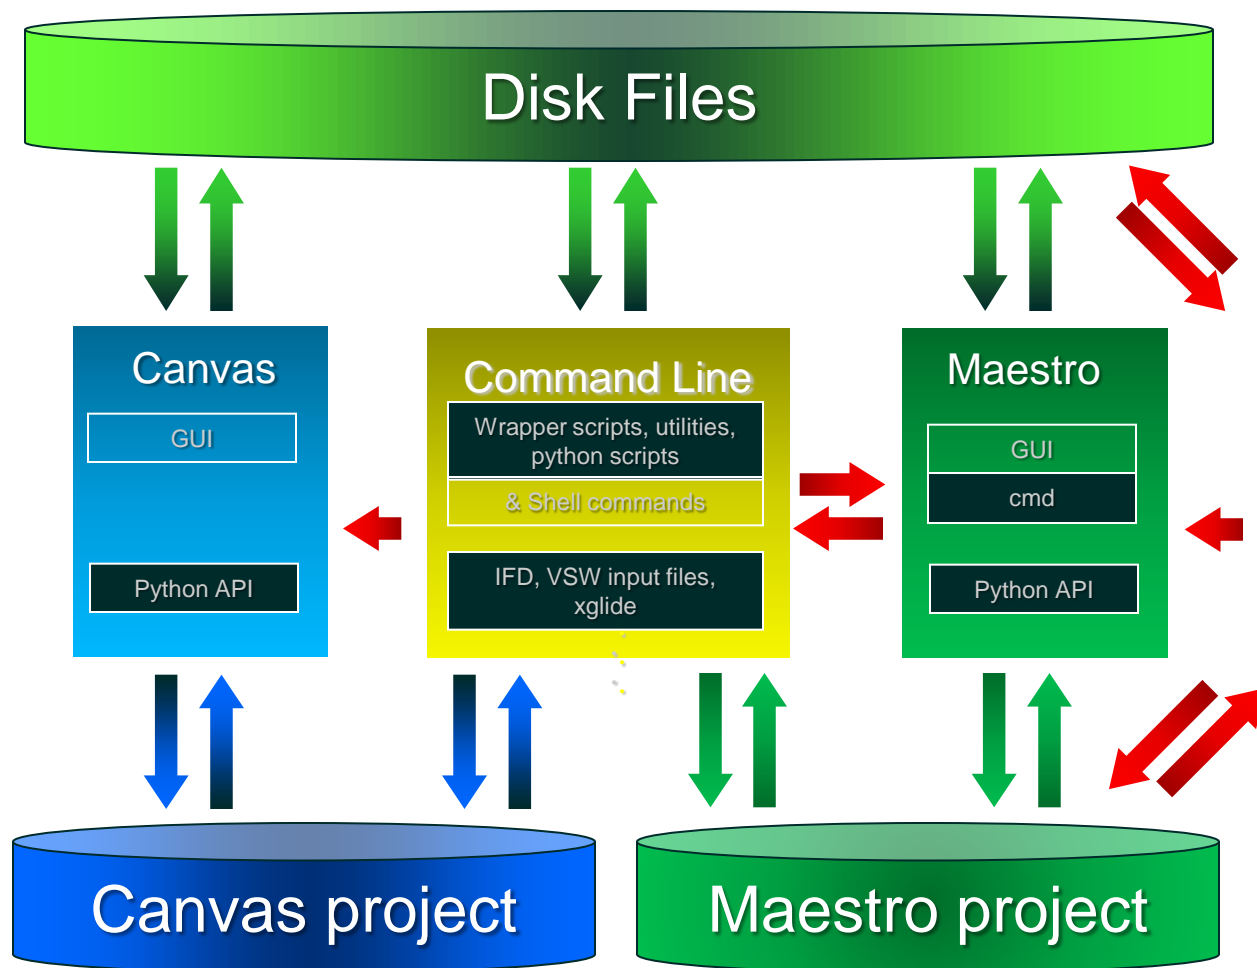 Disk Files
Canvas
GUI
Python API
Command Line
Wrapper scripts, utilities,
python scripts
& Shell commands
IFD, VSW input files,
xglide
Maestro
GUI
cmd
Python API
Canvas project
Maestro project